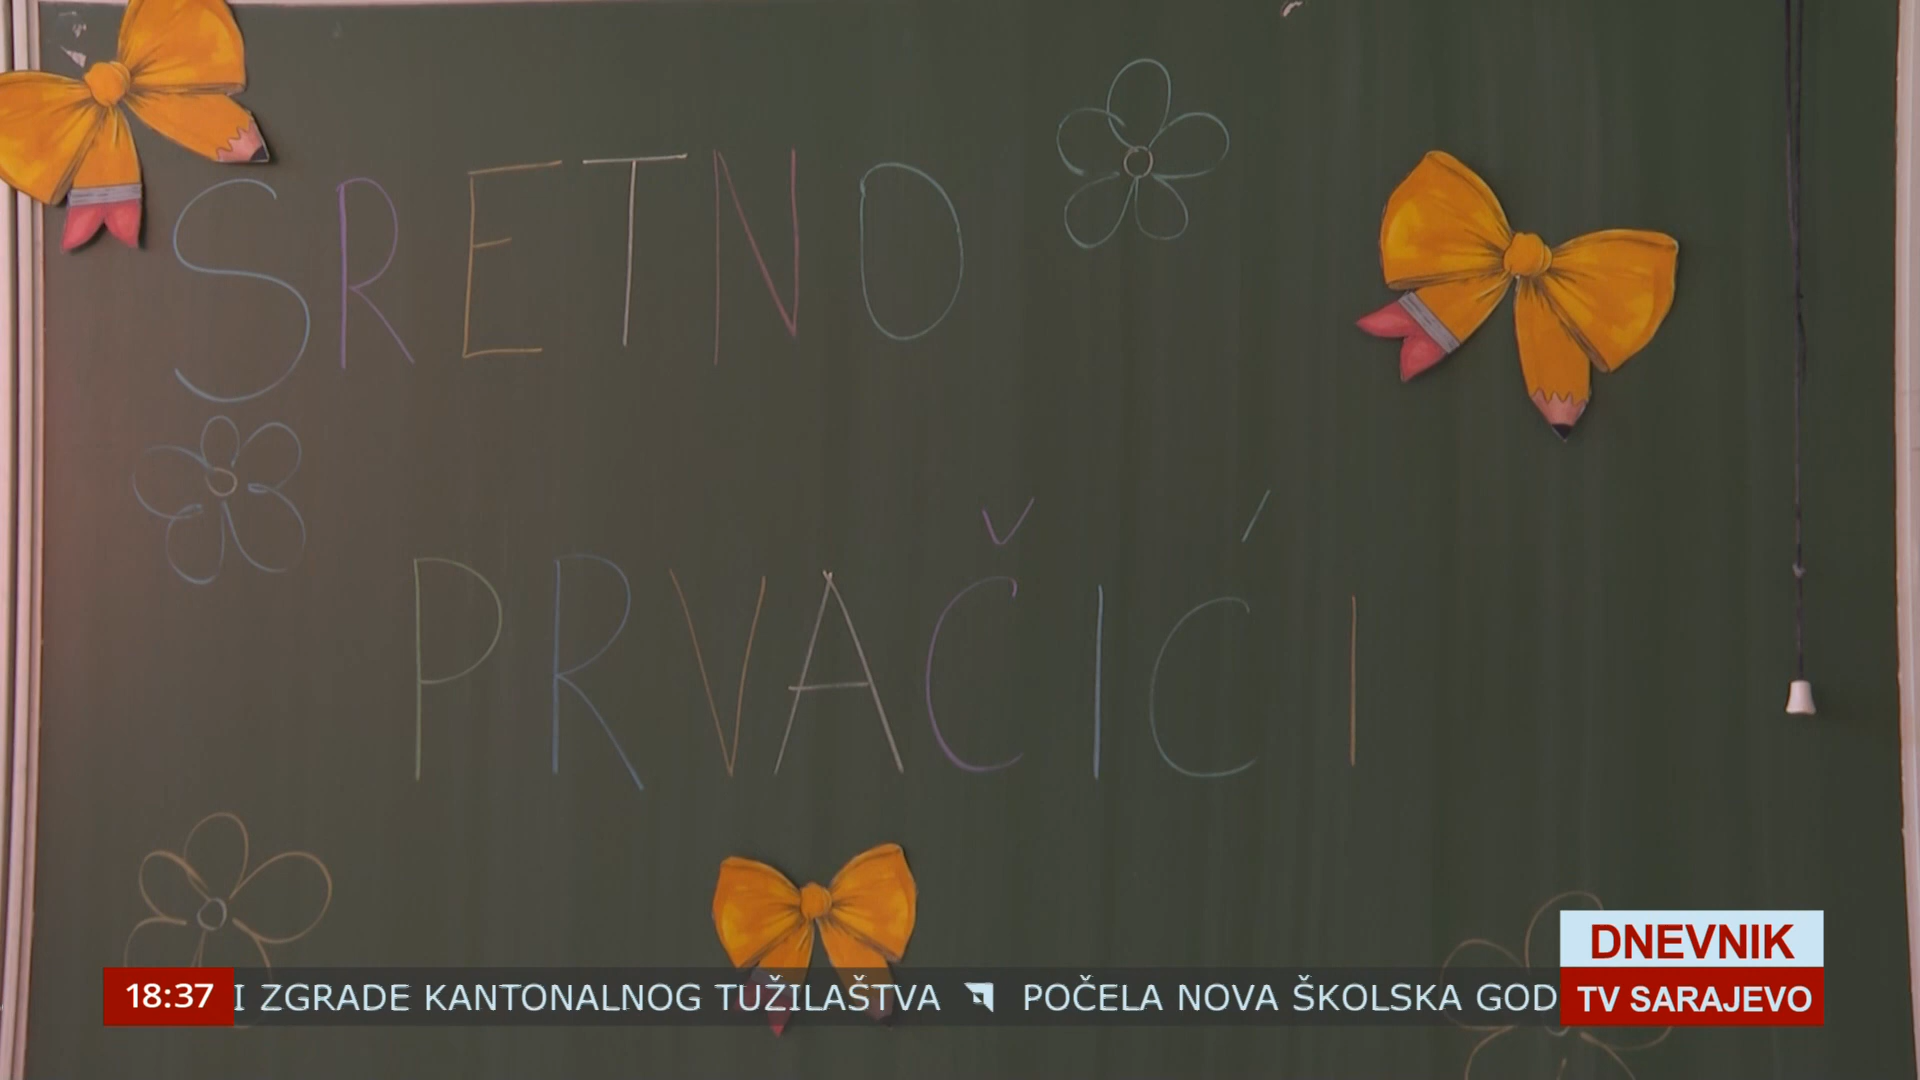 SRETNO
PRVAČIĆI
DNEVNIK
18:37 I ZGRADE KANTONALNOG TUŽILAŠTVA POČELA NOVA ŠKOLSKA GOD
TV SARAJEVO